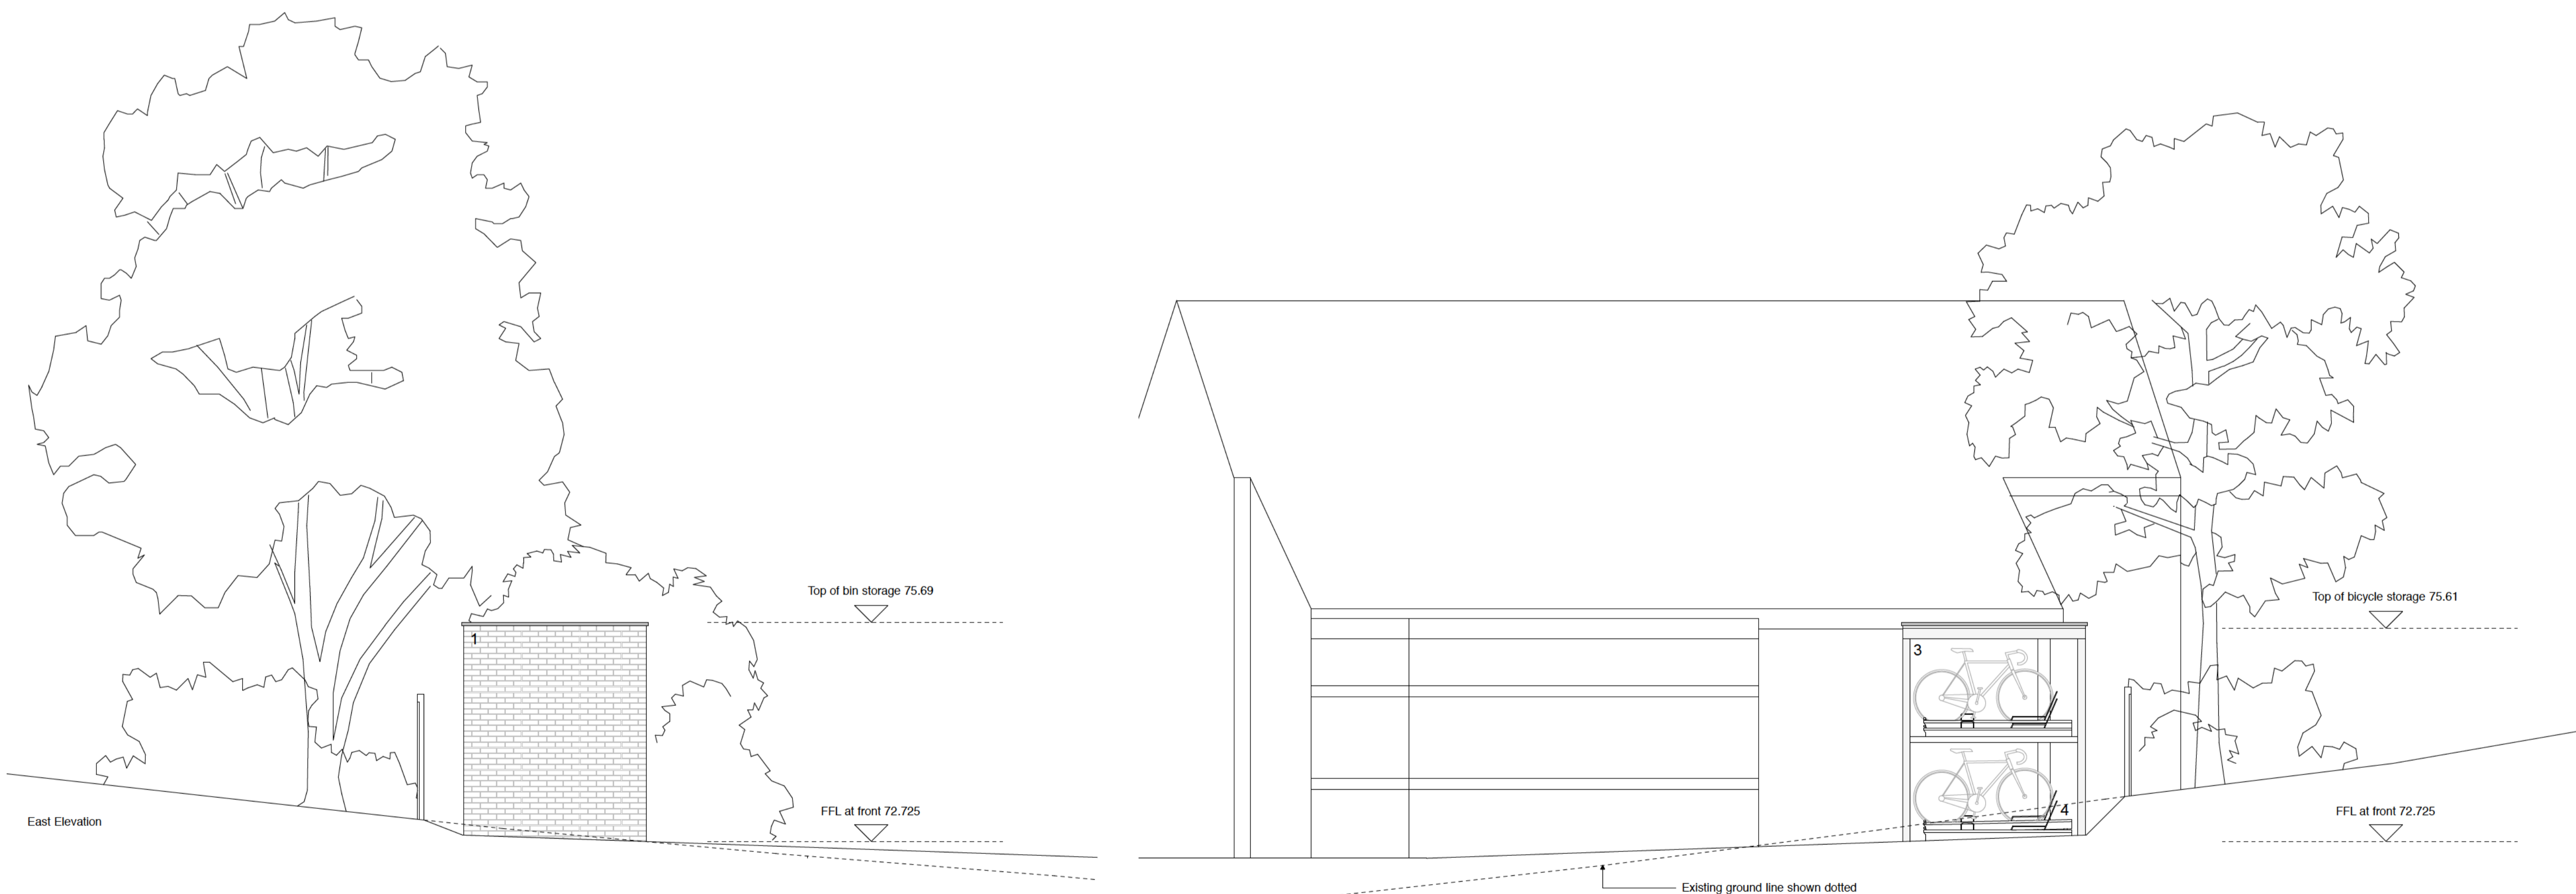 1
Top of bin storage 75.69
FFL at front 72.725
East Elevation
3
4
Top of bicycle storage 75.61
FFL at front 72.725
Existing ground line shown dotted